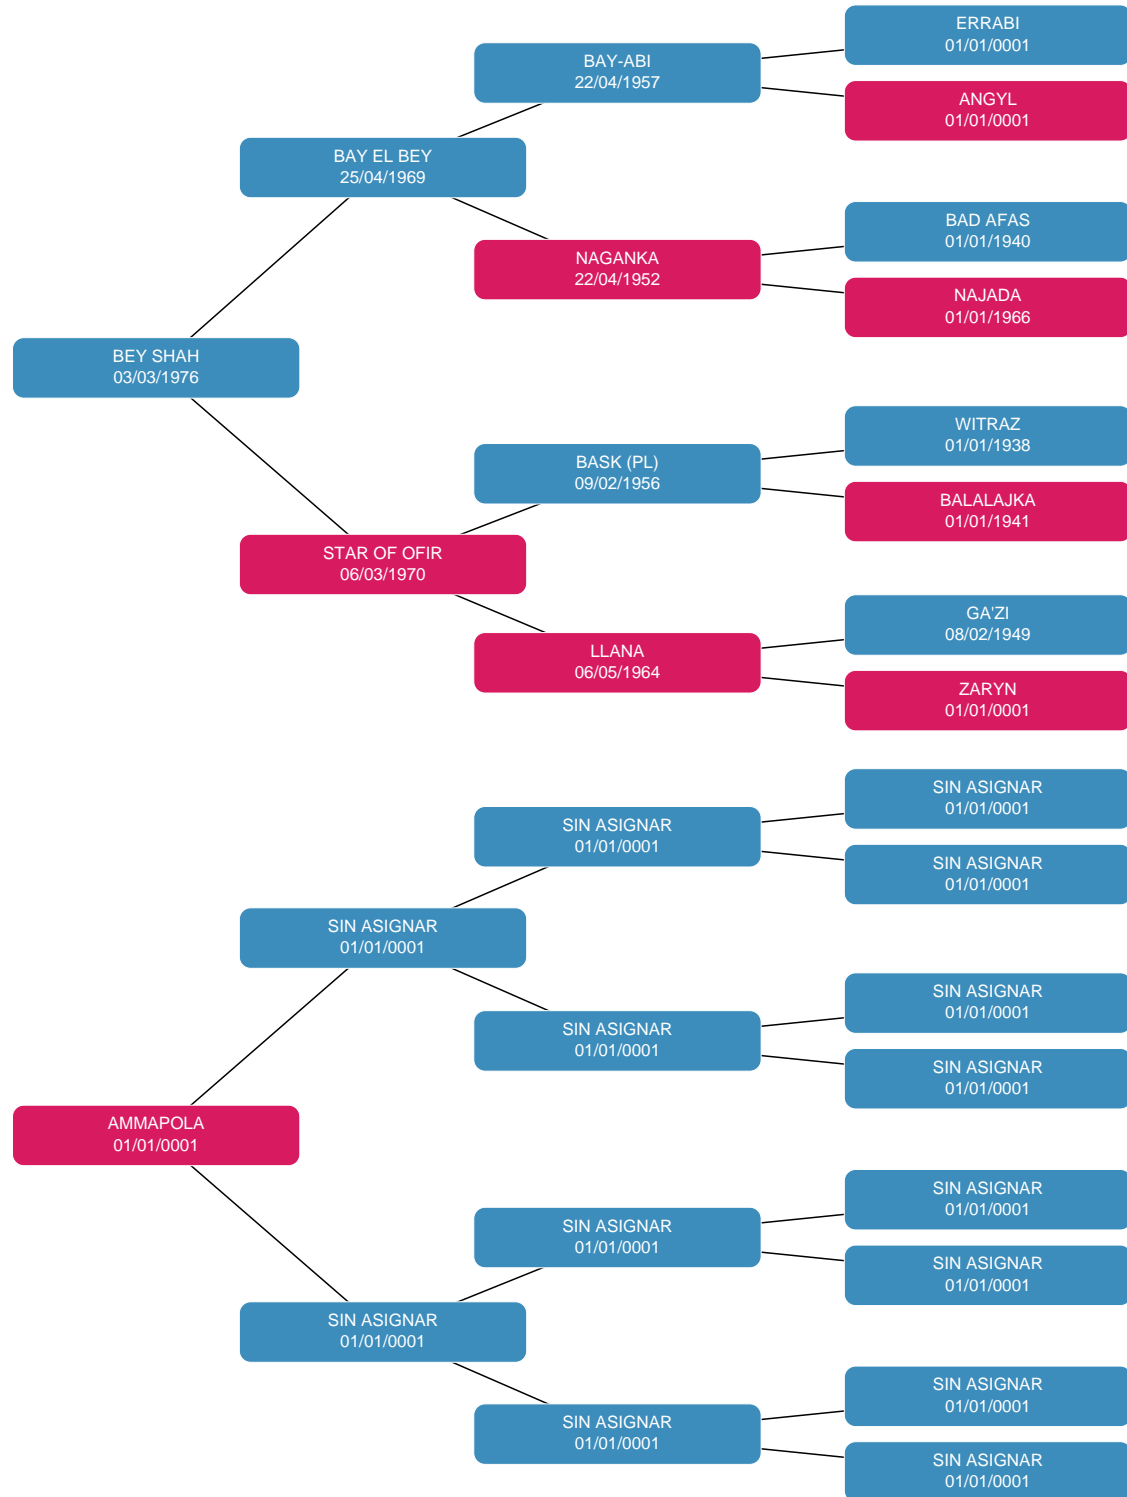 ERRABI
01/01/0001
BAY-ABI
22/04/1957
ANGYL
01/01/0001
BAY EL BEY
25/04/1969
BAD AFAS
01/01/1940
NAGANKA
22/04/1952
NAJADA
01/01/1966
BEY SHAH
03/03/1976
WITRAZ
01/01/1938
BASK (PL)
09/02/1956
BALALAJKA
01/01/1941
STAR OF OFIR
06/03/1970
GA'ZI
08/02/1949
LLANA
06/05/1964
ZARYN
01/01/0001
SIN ASIGNAR
01/01/0001
SIN ASIGNAR
01/01/0001
SIN ASIGNAR
01/01/0001
SIN ASIGNAR
01/01/0001
SIN ASIGNAR
01/01/0001
SIN ASIGNAR
01/01/0001
SIN ASIGNAR
01/01/0001
AMMAPOLA
01/01/0001
SIN ASIGNAR
01/01/0001
SIN ASIGNAR
01/01/0001
SIN ASIGNAR
01/01/0001
SIN ASIGNAR
01/01/0001
SIN ASIGNAR
01/01/0001
SIN ASIGNAR
01/01/0001
SIN ASIGNAR
01/01/0001